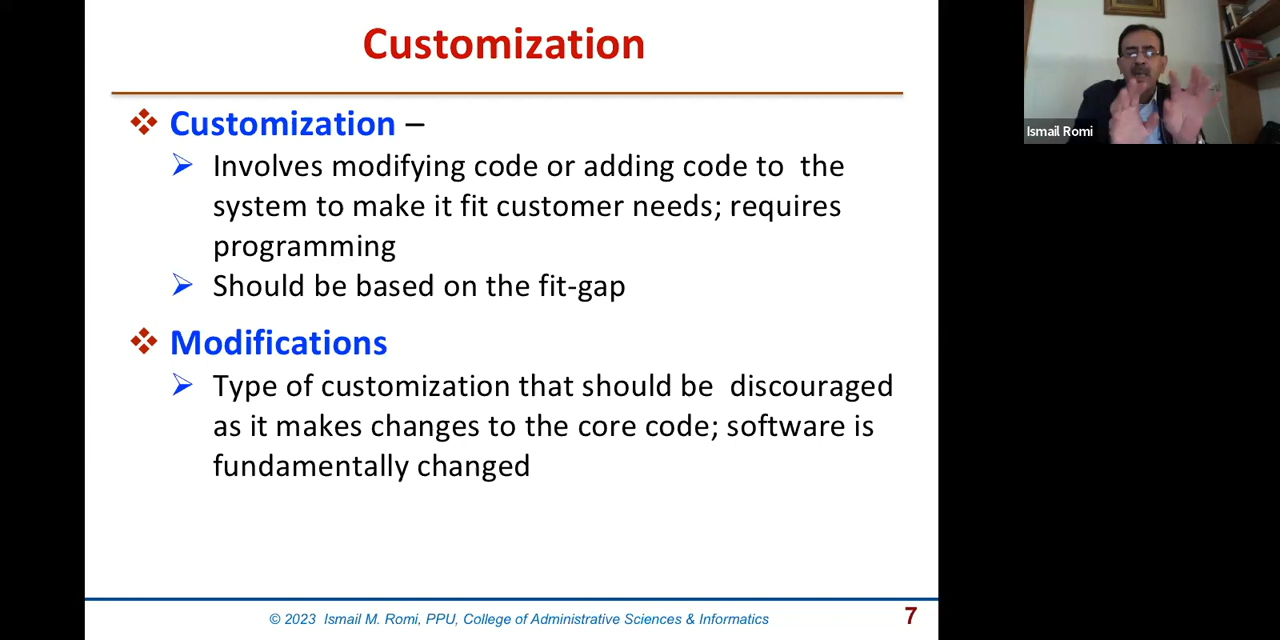 Customization
Customization –
Involves modifying code or adding code to the
system to make it fit customer needs; requires
programming
Should be based on the fit-gap
Modifications
Type of customization that should be discouraged
as it makes changes to the core code; software is
fundamentally changed
© 2023 Ismail M. Romi, PPU, College of Administrative Sciences & Informatics
7
Ismail Romi